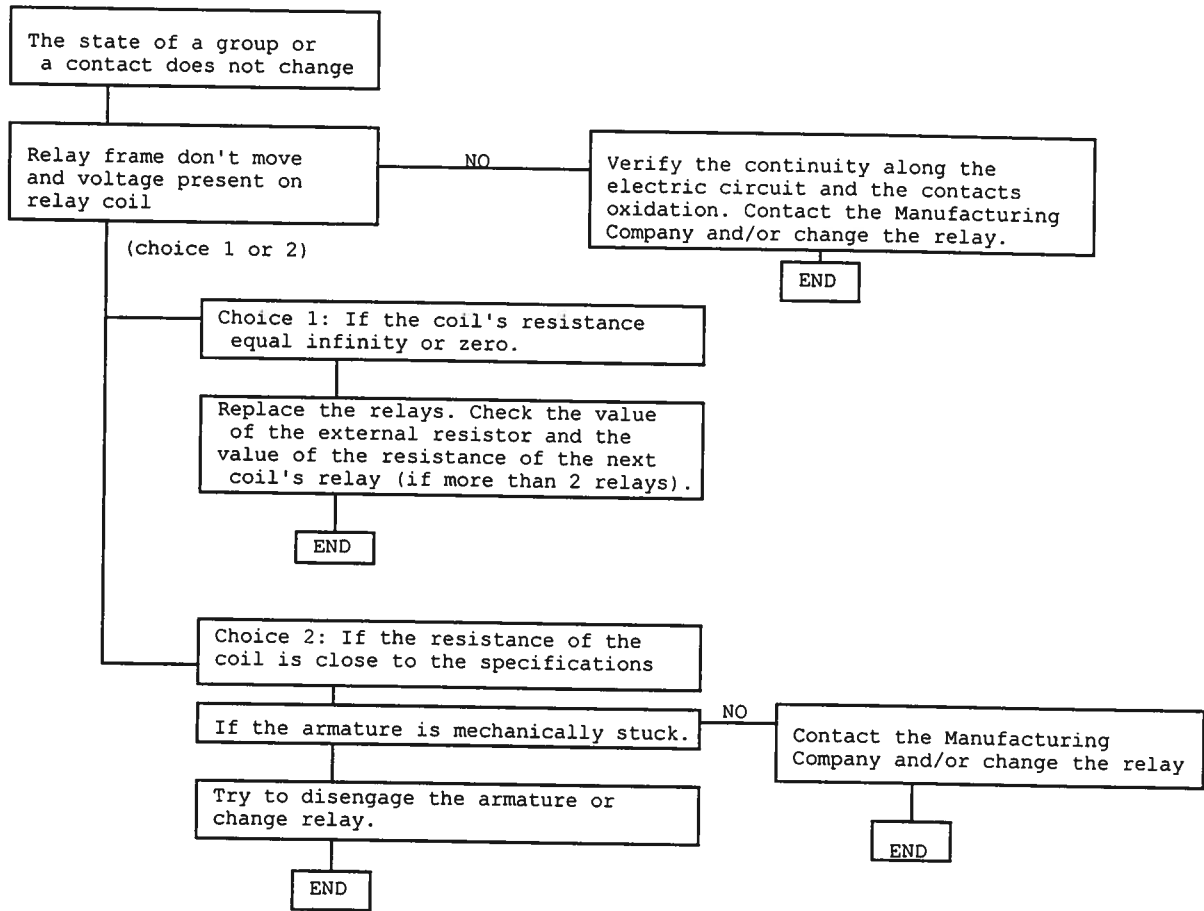 The state of a group or
a contact does not change
Relay frame don't move
and voltage present on
relay coil
NO
Verify the continuity along the
electric circuit and the contacts
oxidation. Contact the Manufacturing
Company and/or change the relay.
END
(choice 1 or 2)
Choice 1: If the coil's resistance
equal infinity or zero.
Replace the relays. Check the value
of the external resistor and the
value of the resistance of the next
coil's relay (if more than 2 relays).
END
Choice 2: If the resistance of the
coil is close to the specifications
If the armature is mechanically stuck.
NO
Contact the Manufacturing
Company and/or change the relay
END
Try to disengage the armature or
change relay.
END